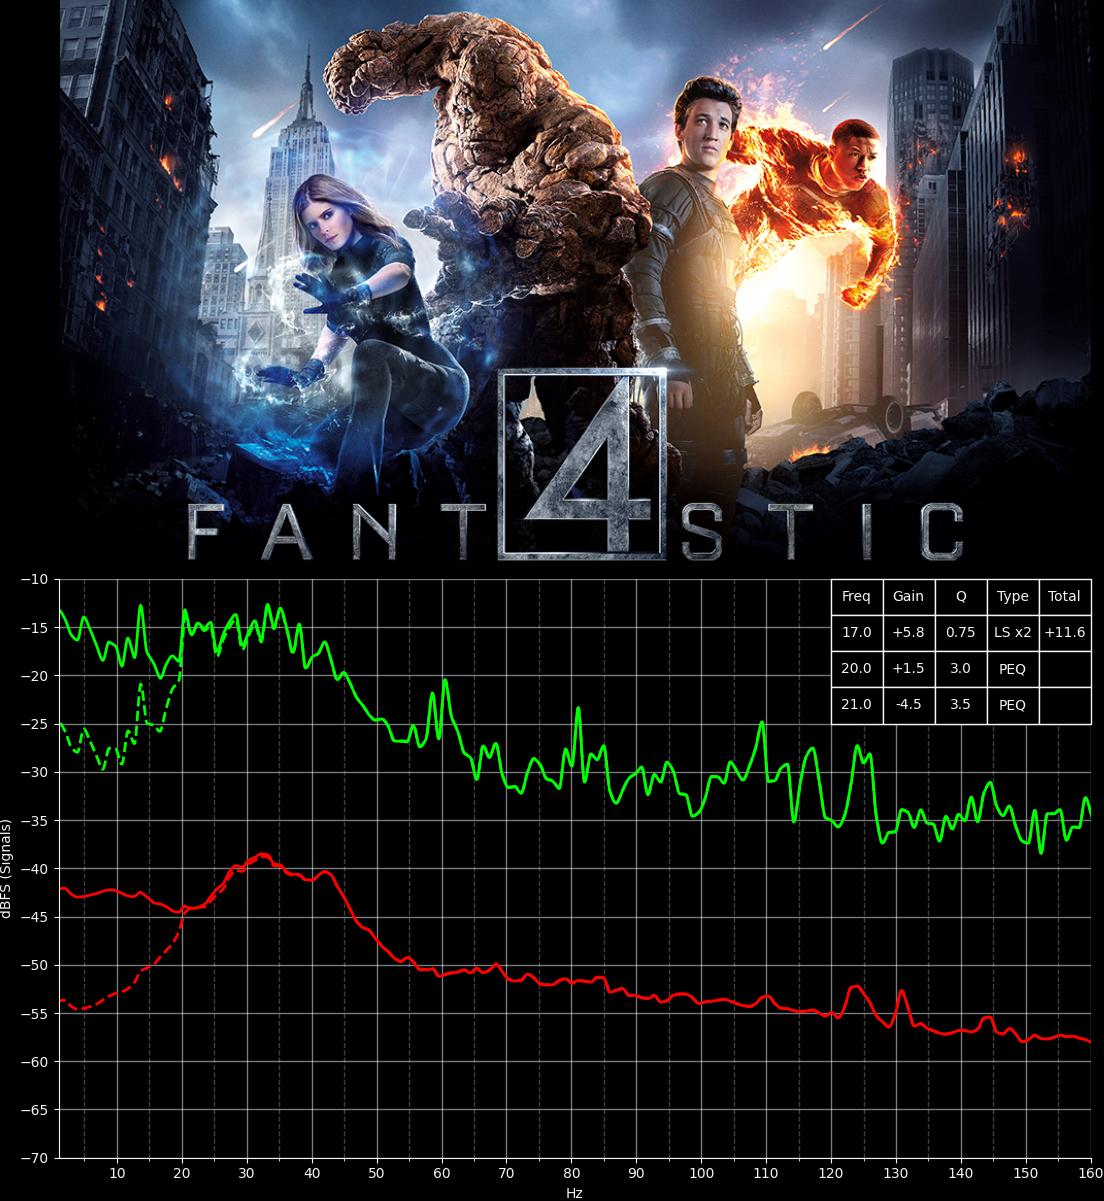 FANT4STIC
−10
−15
−20
−25
−30
−35
−40
−45
−50
−55
−60
−65
−70
dBFS (Signals)
Freq Gain Q Type Total
17.0 +5.8 0.75 LS x2 +11.6
20.0 +1.5 3.0 PEQ
21.0 -4.5 3.5 PEQ
10 20 30 40 50 60 70 80 90 100 110 120 130 140 150 160
Hz